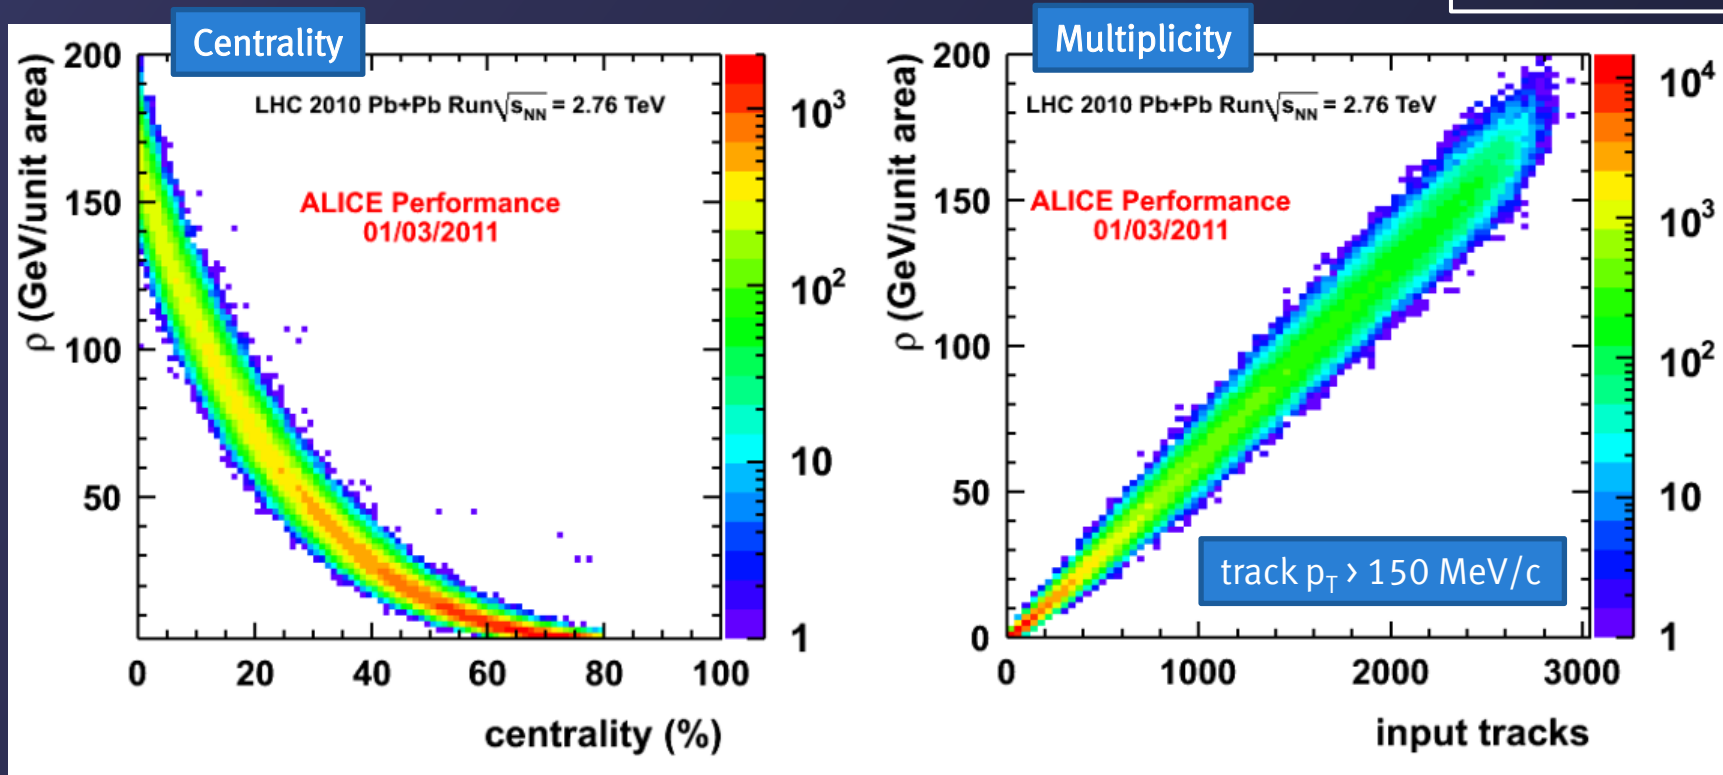 Centrality
200
150
100
50
ρ (GeV/unit area)
LHC 2010 Pb+Pb Run √sNN = 2.76 TeV
ALICE Performance
01/03/2011
0 20 40 60 80 100
centrality (%)
10³
10²
10
1
Multiplicity
200
150
100
50
0
ρ (GeV/unit area)
LHC 2010 Pb+Pb Run √sNN = 2.76 TeV
ALICE Performance
01/03/2011
track pT > 150 MeV/c
0 1000 2000 3000
input tracks
10⁴
10³
10²
10
1